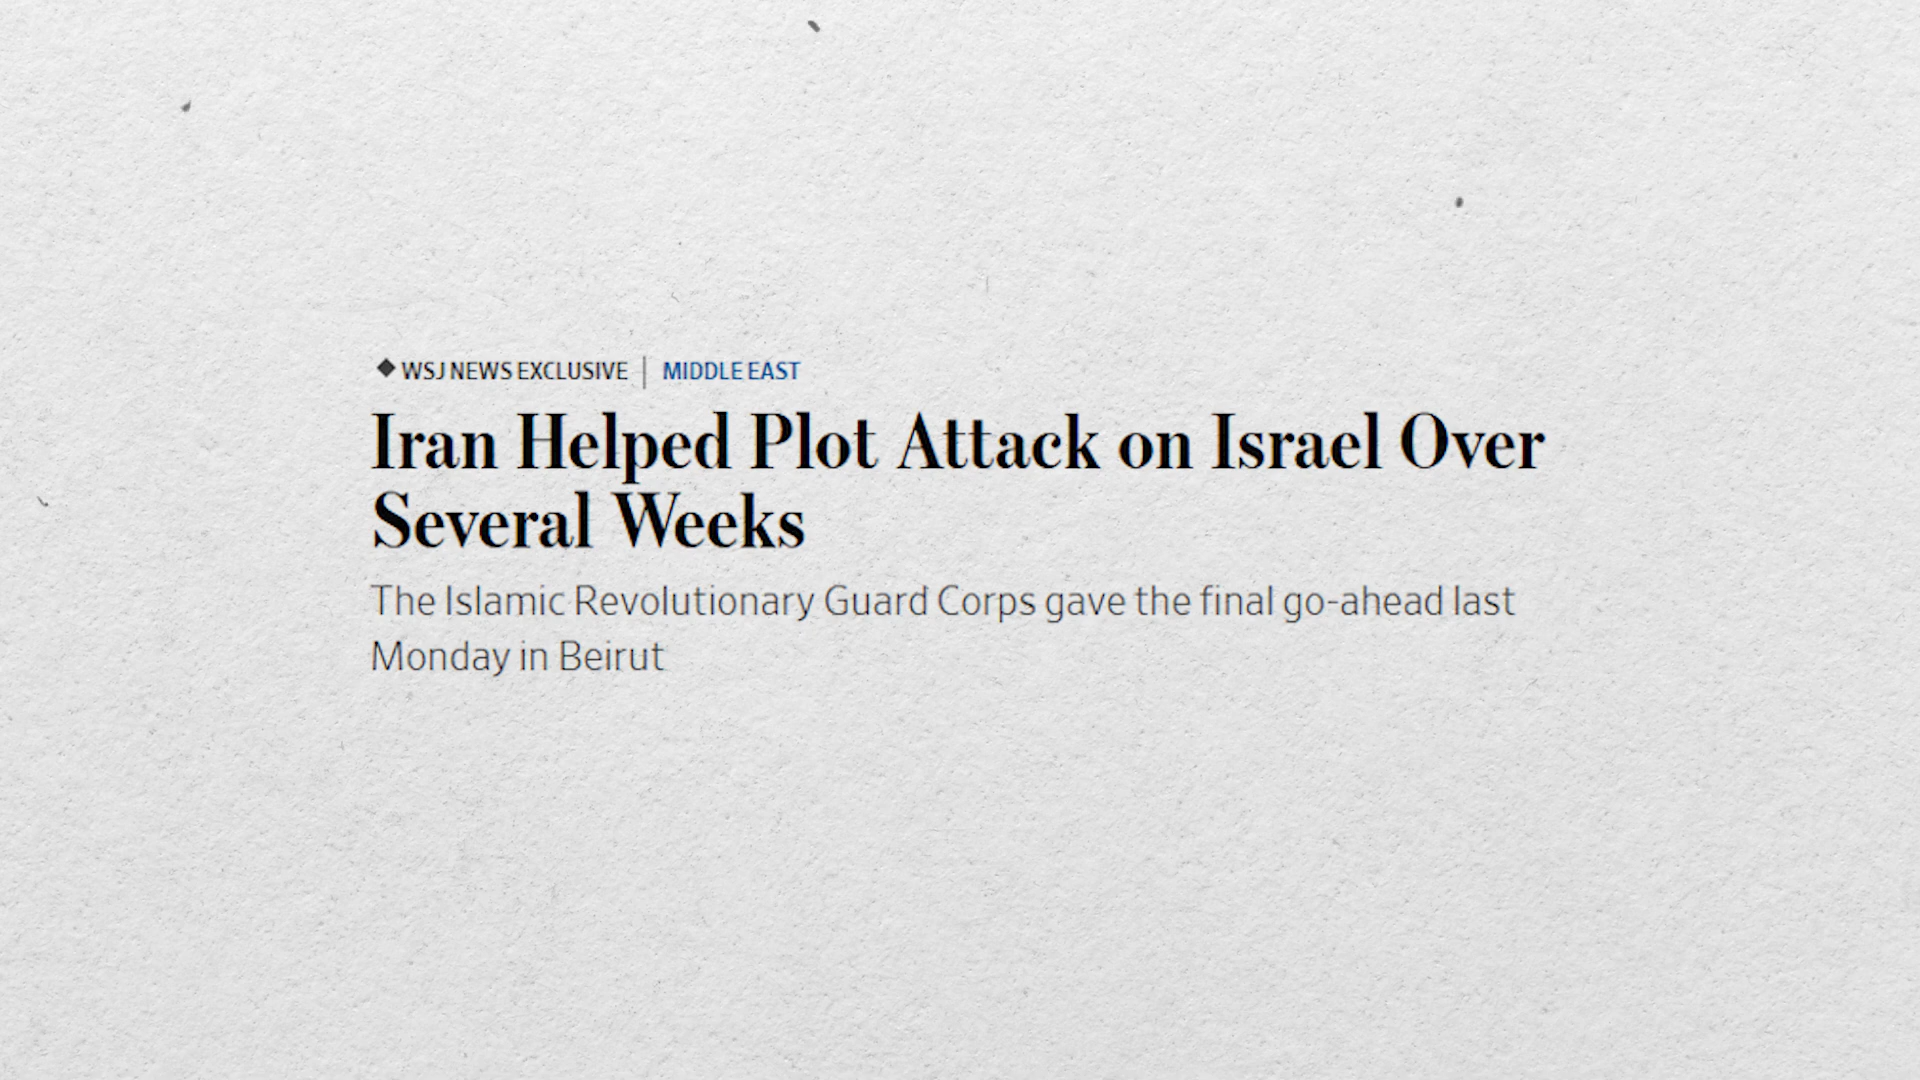 WSJ NEWS EXCLUSIVE | MIDDLE EAST
Iran Helped Plot Attack on Israel Over
Several Weeks
The Islamic Revolutionary Guard Corps gave the final go-ahead last
Monday in Beirut